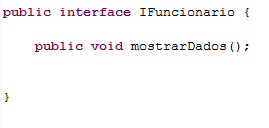 public interface IFuncionario {
public void mostrarDados();
}